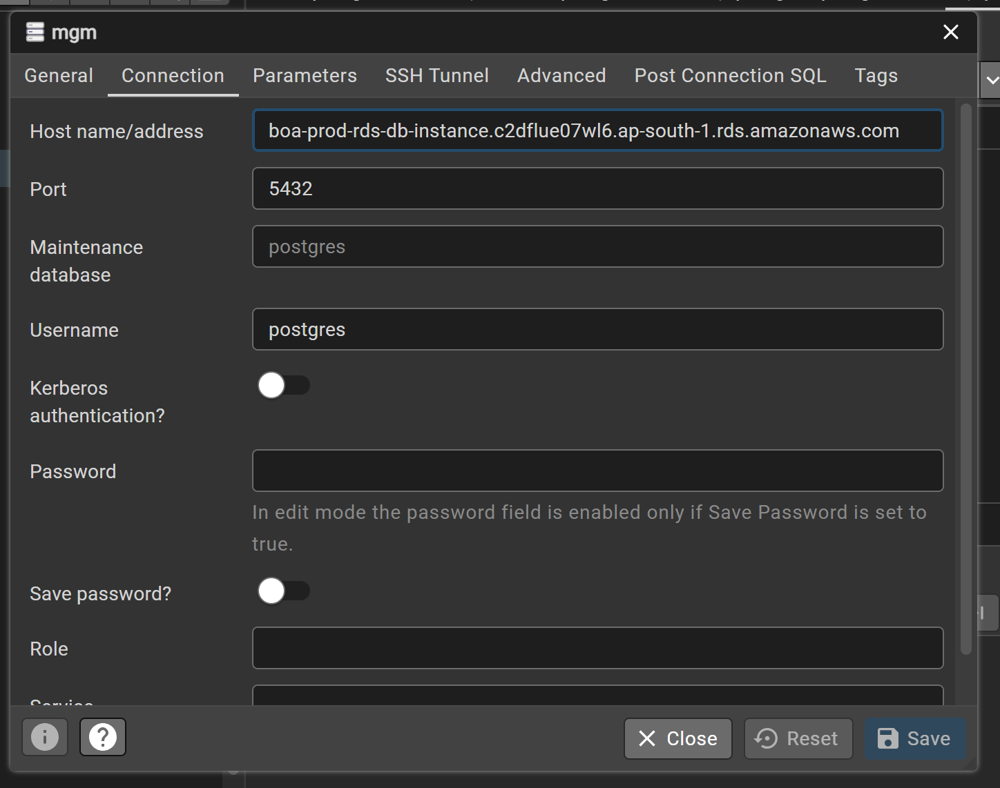 mgm
General Connection Parameters SSH Tunnel Advanced Post Connection SQL Tags
Host name/address
boa-prod-rds-db-instance.c2dflue07wl6.ap-south-1.rds.amazonaws.com
Port
5432
Maintenance
database
postgres
Username
postgres
Kerberos
authentication?
Password
In edit mode the password field is enabled only if Save Password is set to
true.
Save password?
Role
Service
Close Reset Save